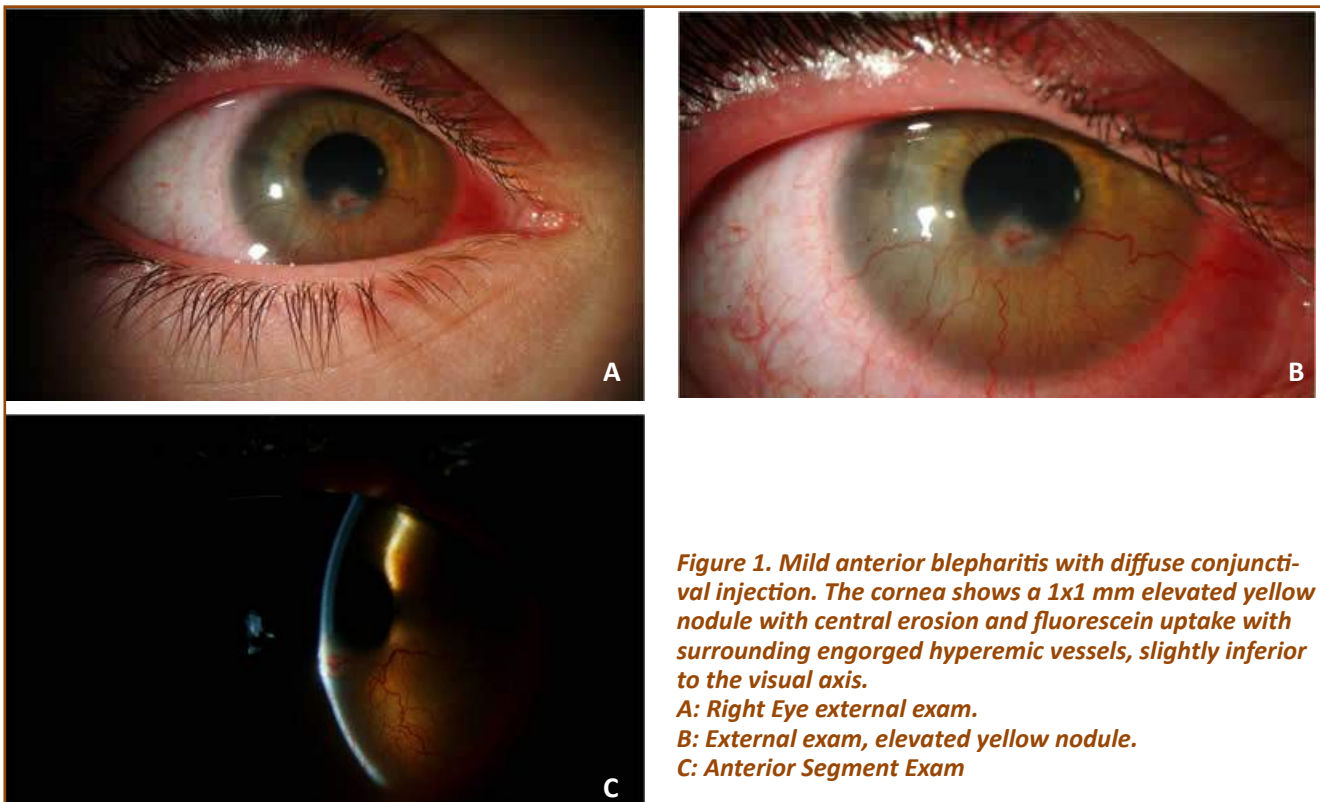 A
B
C
Figure 1. Mild anterior blepharitis with diffuse conjuncti-
val injection. The cornea shows a 1x1 mm elevated yellow
nodule with central erosion and fluorescein uptake with
surrounding engorged hyperemic vessels, slightly inferior
to the visual axis.
A: Right Eye external exam.
B: External exam, elevated yellow nodule.
C: Anterior Segment Exam